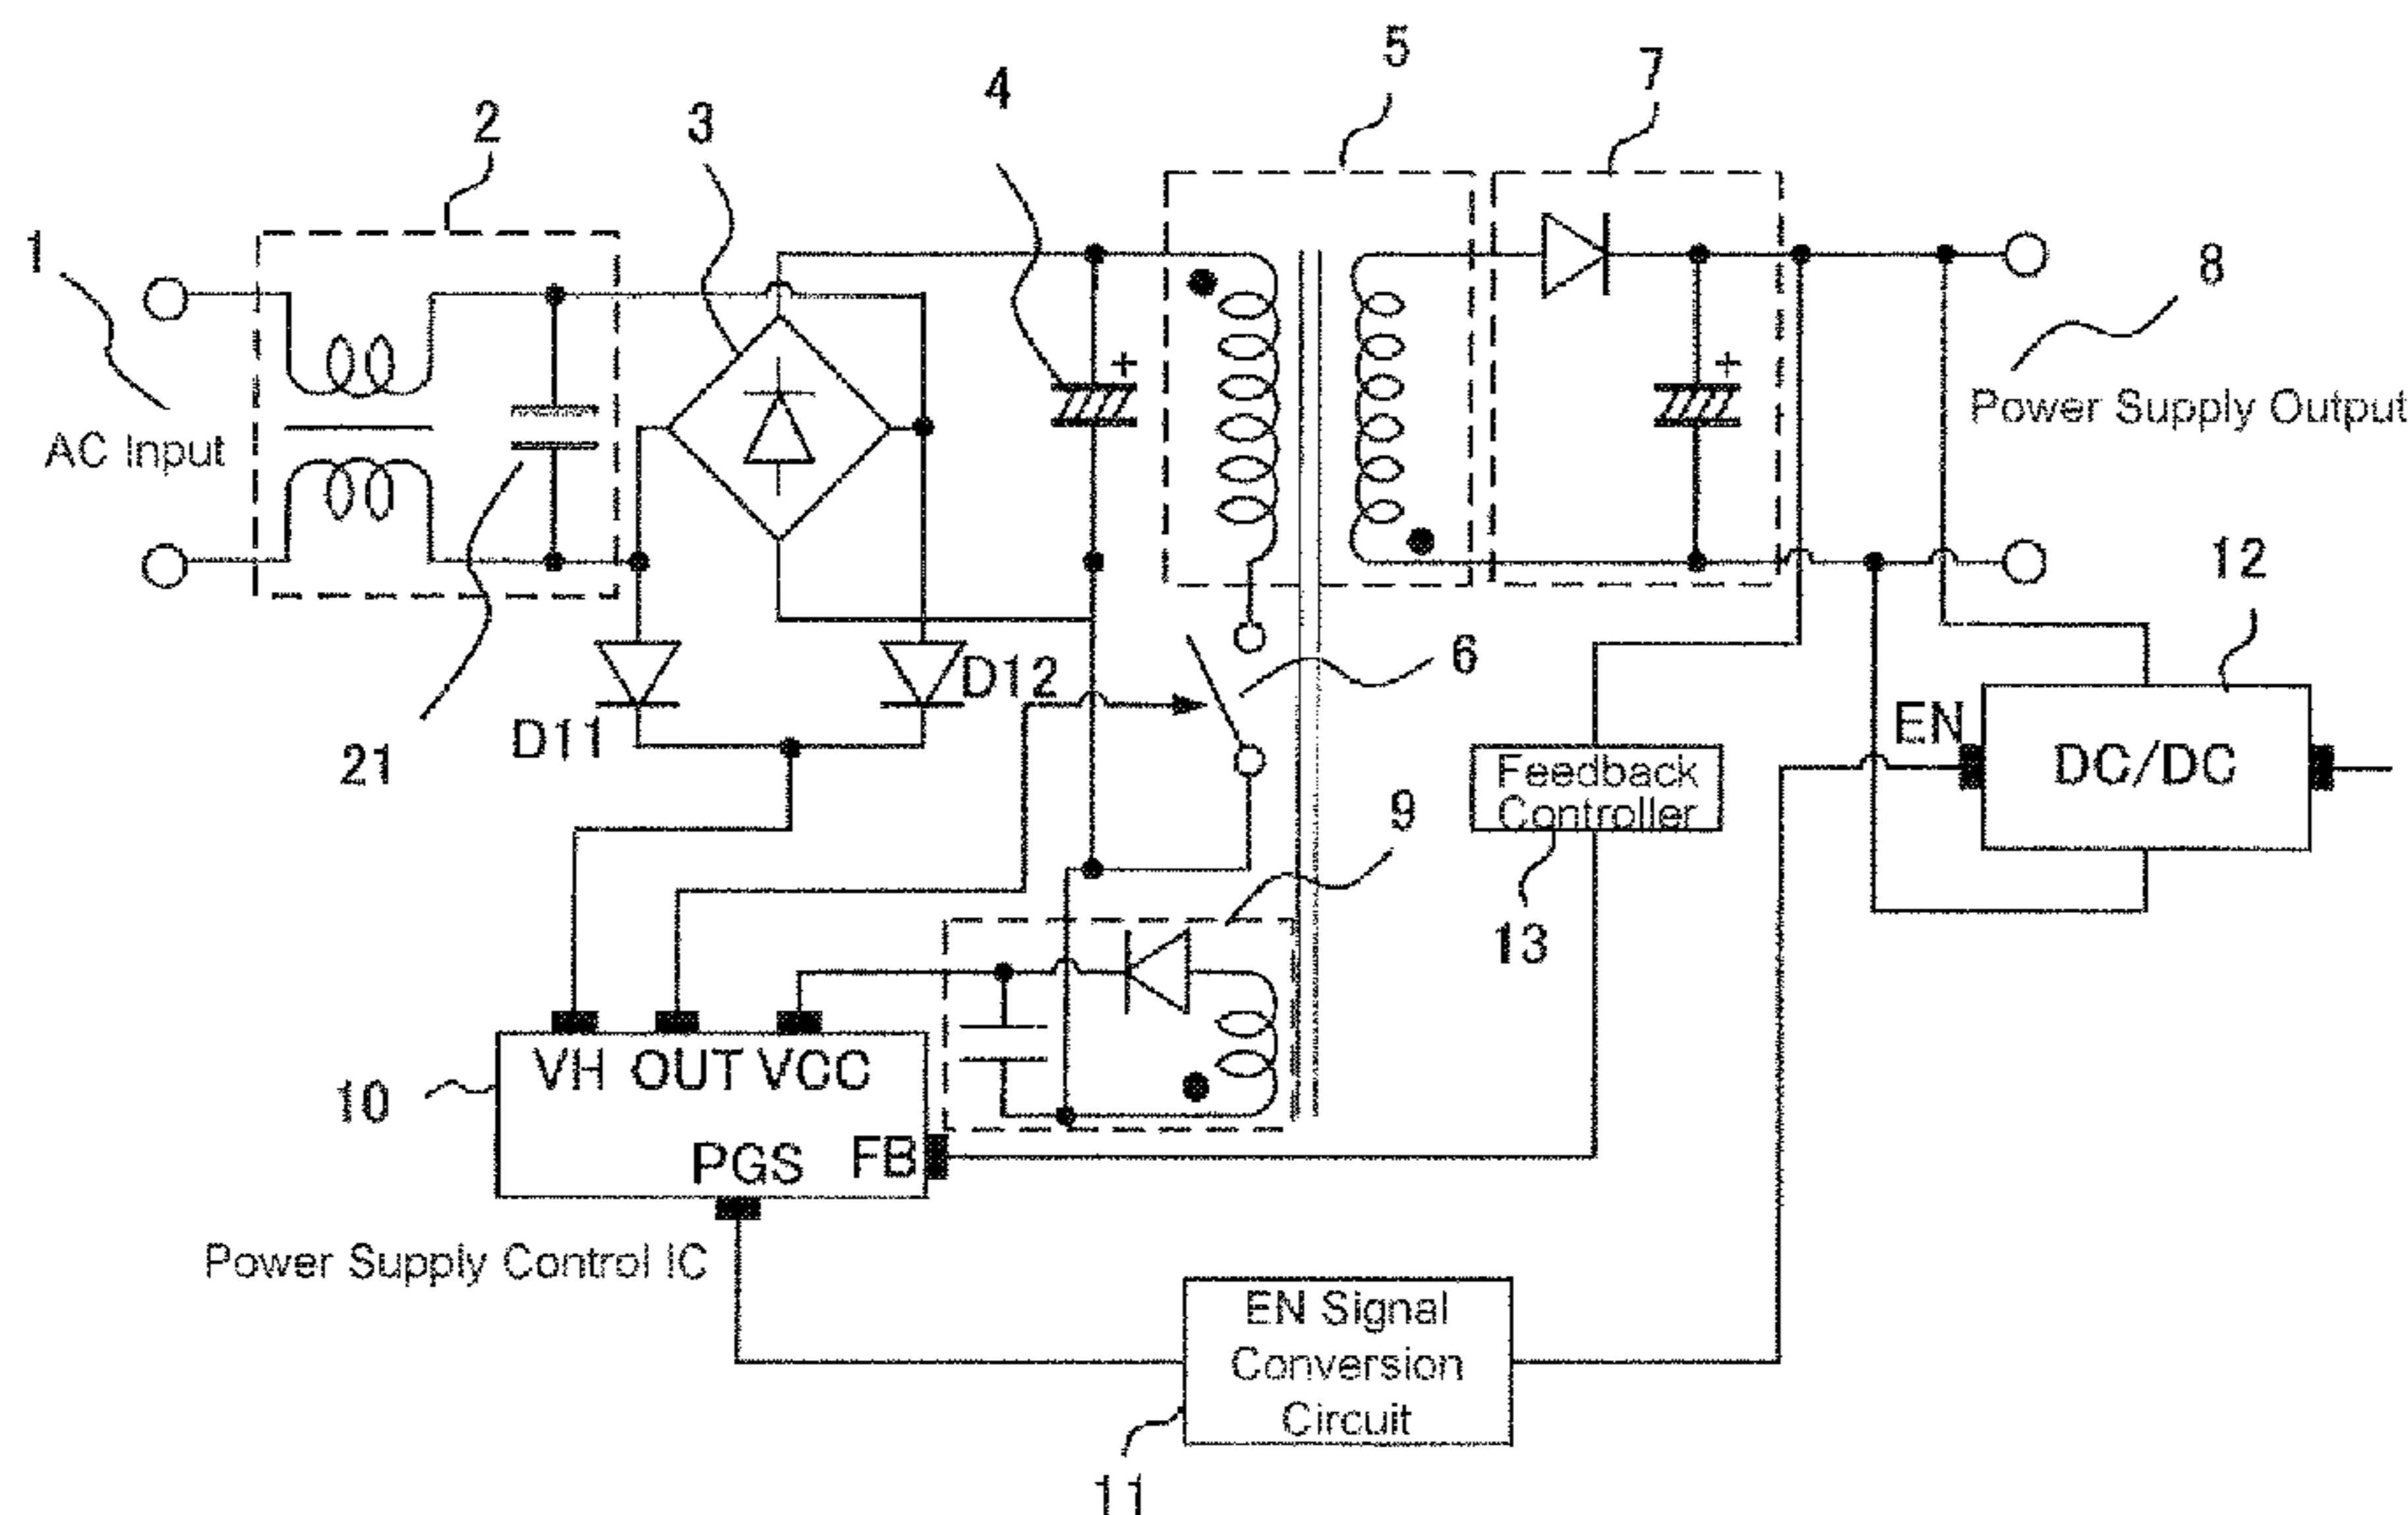 5
7
2
3
4
1
8
+
+
AC Input
Power Supply Output
12
D12
6
D11
21
EN
DC/DC
Feedback
Controller
9
13
VH OUT VCC
10
PGS
FB
Power Supply Control IC
EN Signal
Conversion
Circuit
11